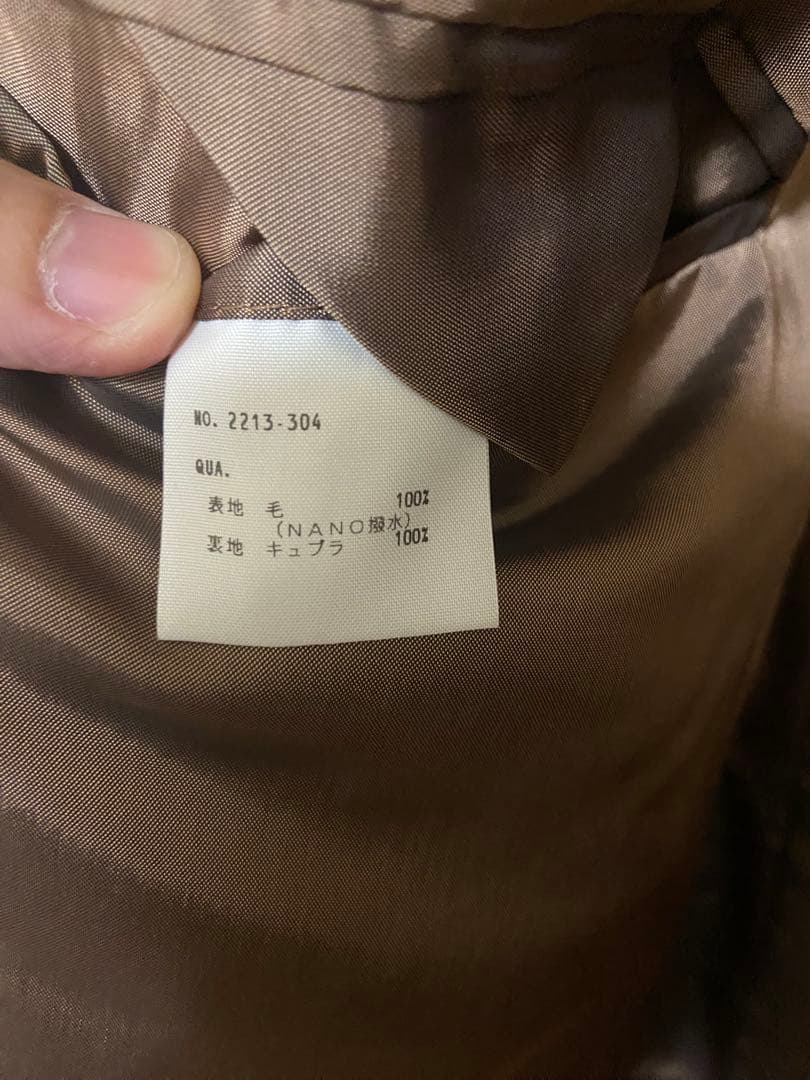 NO. 2213-304
QUA.
表地 毛 100%
(NANO撥水)
裏地 キュプラ 100%